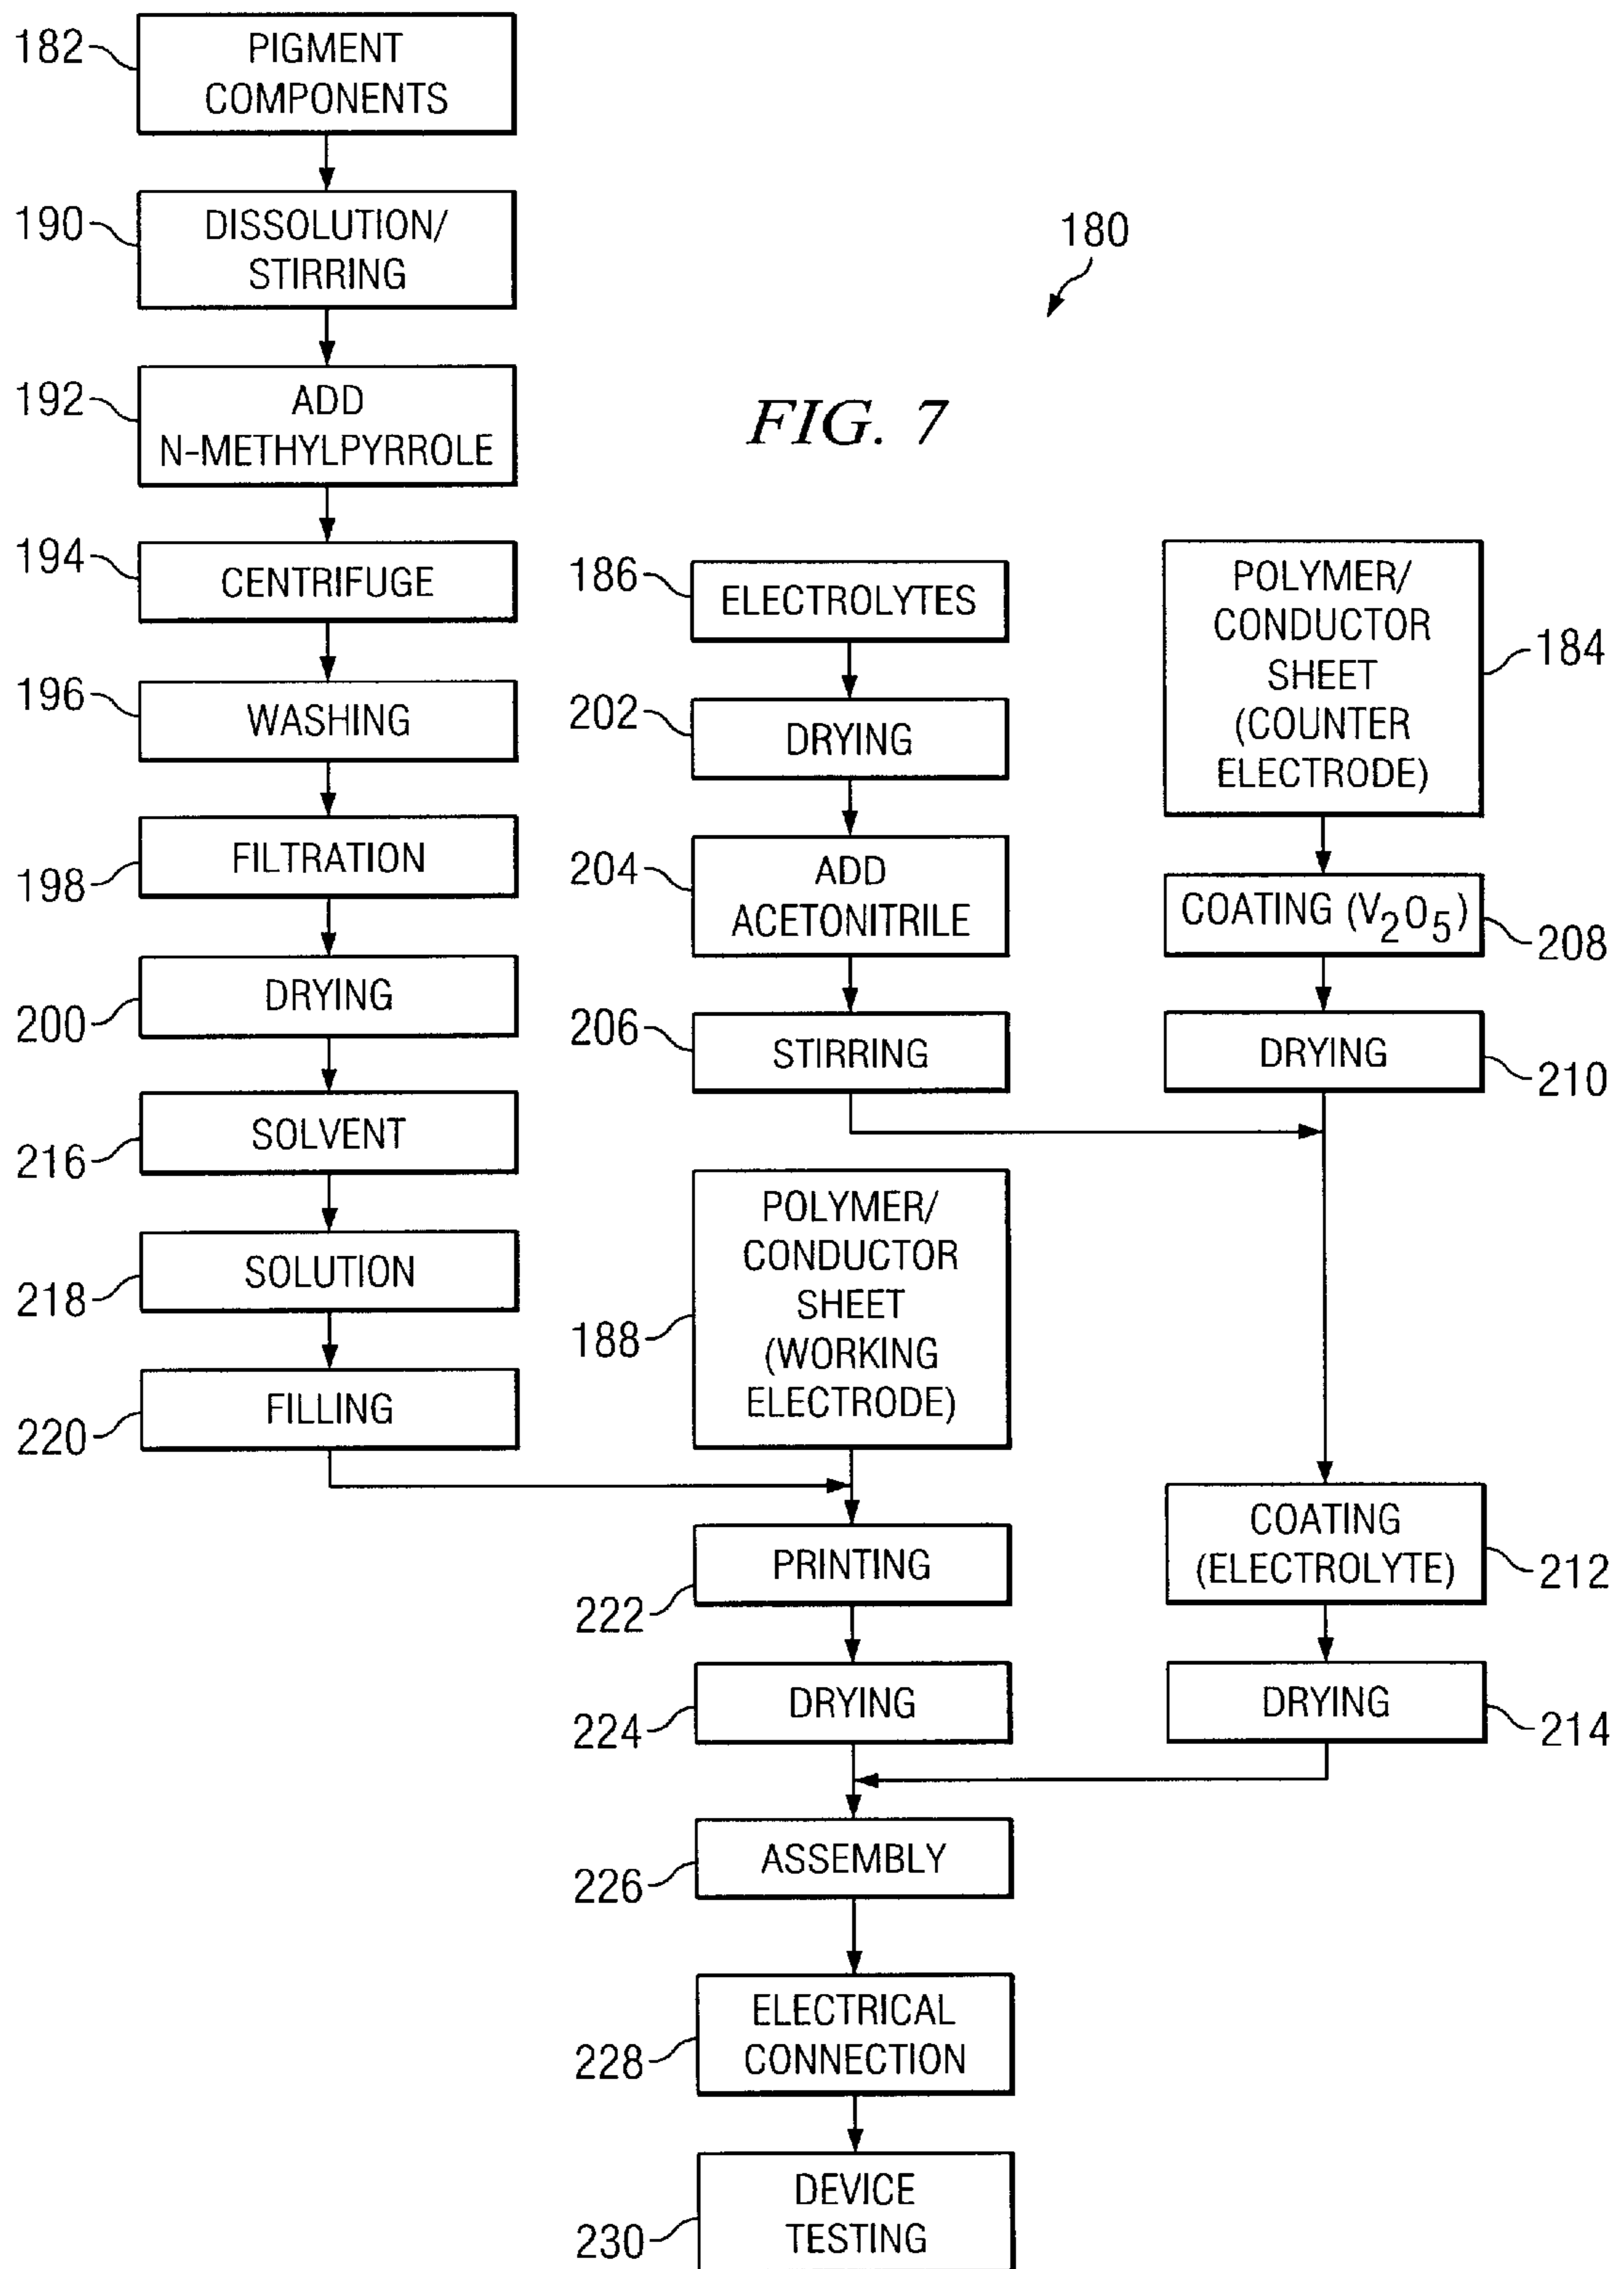 182
PIGMENT
COMPONENTS
190
DISSOLUTION/
STIRRING
180
192
ADD
N-METHYLPYRROLE
FIG. 7
194
CENTRIFUGE
196
WASHING
198
FILTRATION
200
DRYING
216
SOLVENT
218
SOLUTION
220
FILLING
186
ELECTROLYTES
202
DRYING
204
ADD
ACETONITRILE
206
STIRRING
POLYMER/
CONDUCTOR
SHEET
(COUNTER
ELECTRODE)
184
COATING (V2O5)
208
DRYING
210
188
POLYMER/
CONDUCTOR
SHEET
(WORKING
ELECTRODE)
222
PRINTING
224
DRYING
COATING
(ELECTROLYTE)
212
DRYING
214
226
ASSEMBLY
228
ELECTRICAL
CONNECTION
230
DEVICE
TESTING